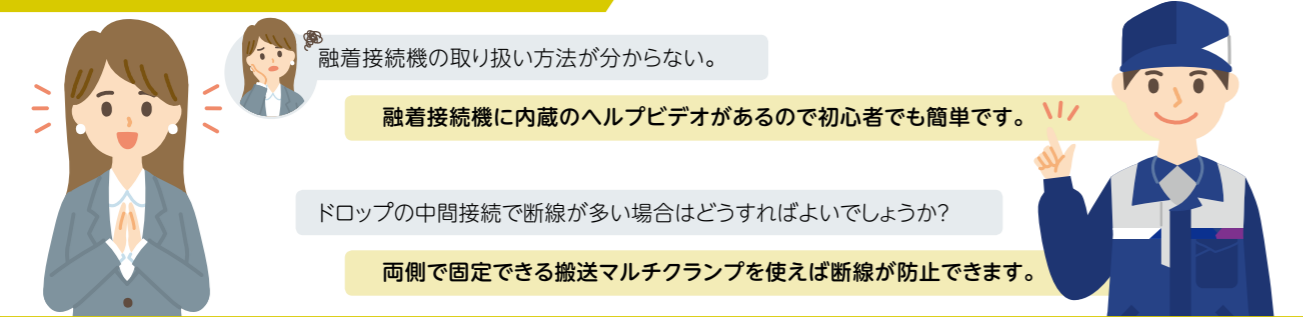 融着接続機の取り扱い方法が分からない。
融着接続機に内蔵のヘルプビデオがあるので初心者でも簡単です。
ドロップの中間接続で断線が多い場合はどうすればよいでしょうか?
両側で固定できる搬送マルチクランプを使えば断線が防止できます。